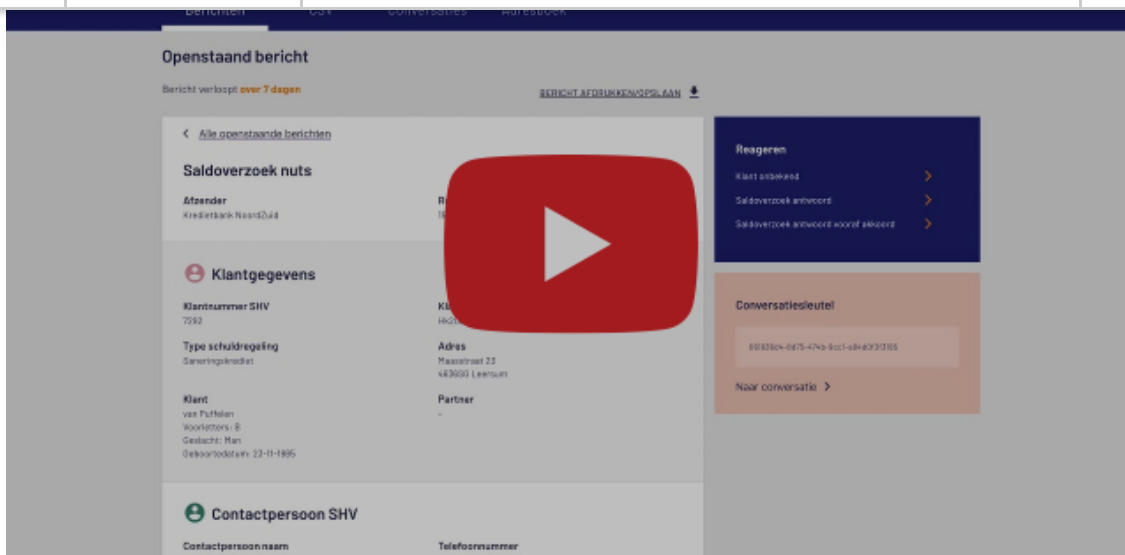 Berichten CSV Conversaties Adresboek
Openstaand bericht
Bericht verloopt over 7 dagen
BERICHT AFDRUKKEN/OPSLAAN
Alle openstaande berichten
Saldoverzoek nuts
Afzender
Kredietbank NoordZuid
Klantgegevens
Klantnummer SHV
7292
Type schuldregeling
Saneringskrediet
Adres
Maasstraat 23
4636SG Leersum
Klant
van Puffelen
Voorletters: B
Geslacht: Man
Geboortedatum: 23-11-1985
Partner
-
Contactpersoon SHV
Contactpersoon naam
Telefoonnummer
Reageren
Klant onbekend
Saldoverzoek antwoord
Saldoverzoek antwoord vooraf akkoord
Conversatiesleutel
Naar conversatie